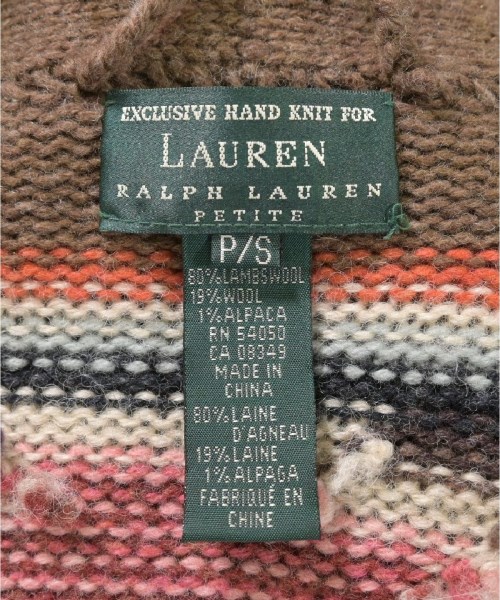 EXCLUSIVE HAND KNIT FOR
LAUREN
RALPH LAUREN
PETITE
P/S
80%LAMBSWOOL
19%WOOL
1%ALPACA
RN 54050
CA 08349
MADE IN
CHINA
80%LAINE
D'AGNEAU
19%LAINE
1%ALPAGA
FABRIQUÉ EN
CHINE